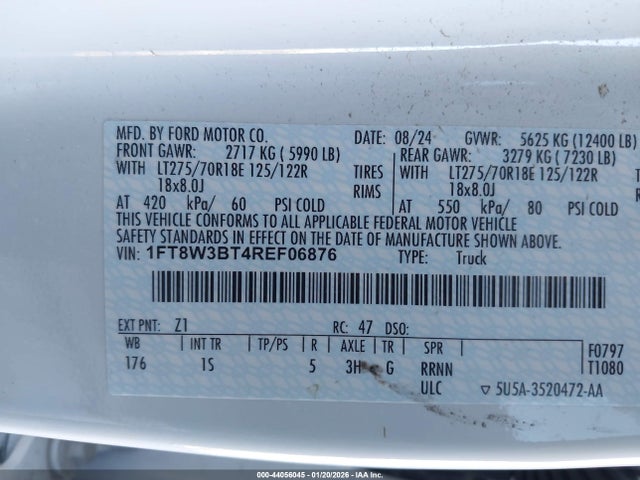 MFD. BY FORD MOTOR CO. DATE: 08/24 GVWR: 5625 KG (12400 LB)
FRONT GAWR: 2717 KG ( 5990 LB) REAR GAWR: 3279 KG ( 7230 LB)
WITH LT275/70R18E 125/122R TIRES WITH LT275/70R18E 125/122R
18x8.0J RIMS 18x8.0J
AT 420 kPa/ 60 PSI COLD AT 550 kPa/ 80 PSI COLD
THIS VEHICLE CONFORMS TO ALL APPLICABLE FEDERAL MOTOR VEHICLE
SAFETY STANDARDS IN EFFECT ON THE DATE OF MANUFACTURE SHOWN ABOVE.
VIN: 1FT8W3BT4REF06876 TYPE: Truck
EXT PNT: Z1 RC: 47 DSO:
WB INT TR TP/PS R AXLE TR SPR F0797
176 1S 5 3H G RRNN T1080
ULC ▽ 5U5A-3520472-AA
000-44056045 - 01/20/2026 - IAAI.COM